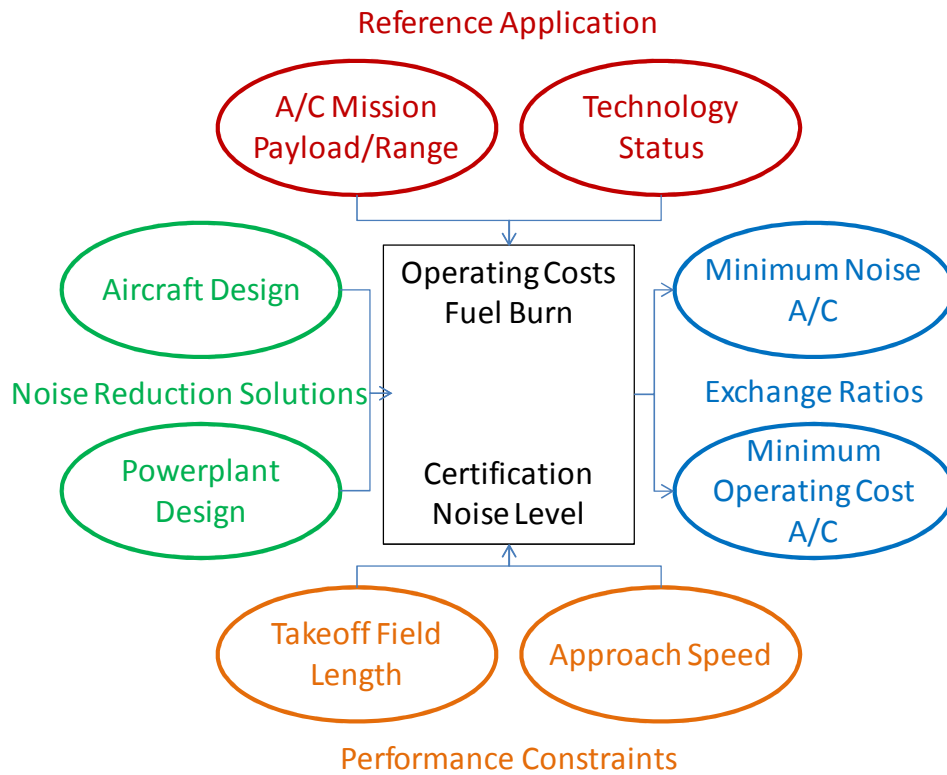 Reference Application
A/C Mission
Payload/Range
Technology
Status
Aircraft Design
Noise Reduction Solutions
Powerplant
Design
Operating Costs
Fuel Burn
Certification
Noise Level
Minimum Noise
A/C
Exchange Ratios
Minimum
Operating Cost
A/C
Takeoff Field
Length
Approach Speed
Performance Constraints